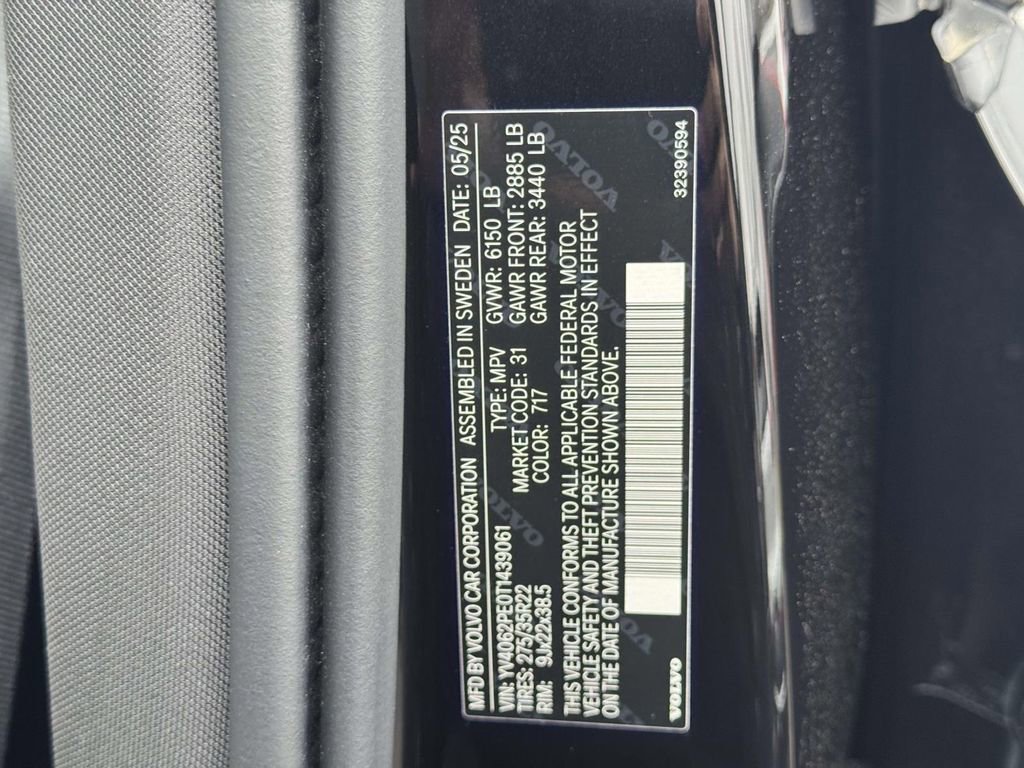 MFD BY VOLVO CAR CORPORATION ASSEMBLED IN SWEDEN DATE: 05/25
VIN: YV4062PE0T1439061 TYPE: MPV GVWR: 6150 LB
TIRES: 275/35R22 MARKET CODE: 31 GAWR FRONT: 2885 LB
RIM: 9Jx22x38.5 COLOR: 717 GAWR REAR: 3440 LB
THIS VEHICLE CONFORMS TO ALL APPLICABLE FEDERAL MOTOR
VEHICLE SAFETY AND THEFT PREVENTION STANDARDS IN EFFECT
ON THE DATE OF MANUFACTURE SHOWN ABOVE.
VOLVO 32390594